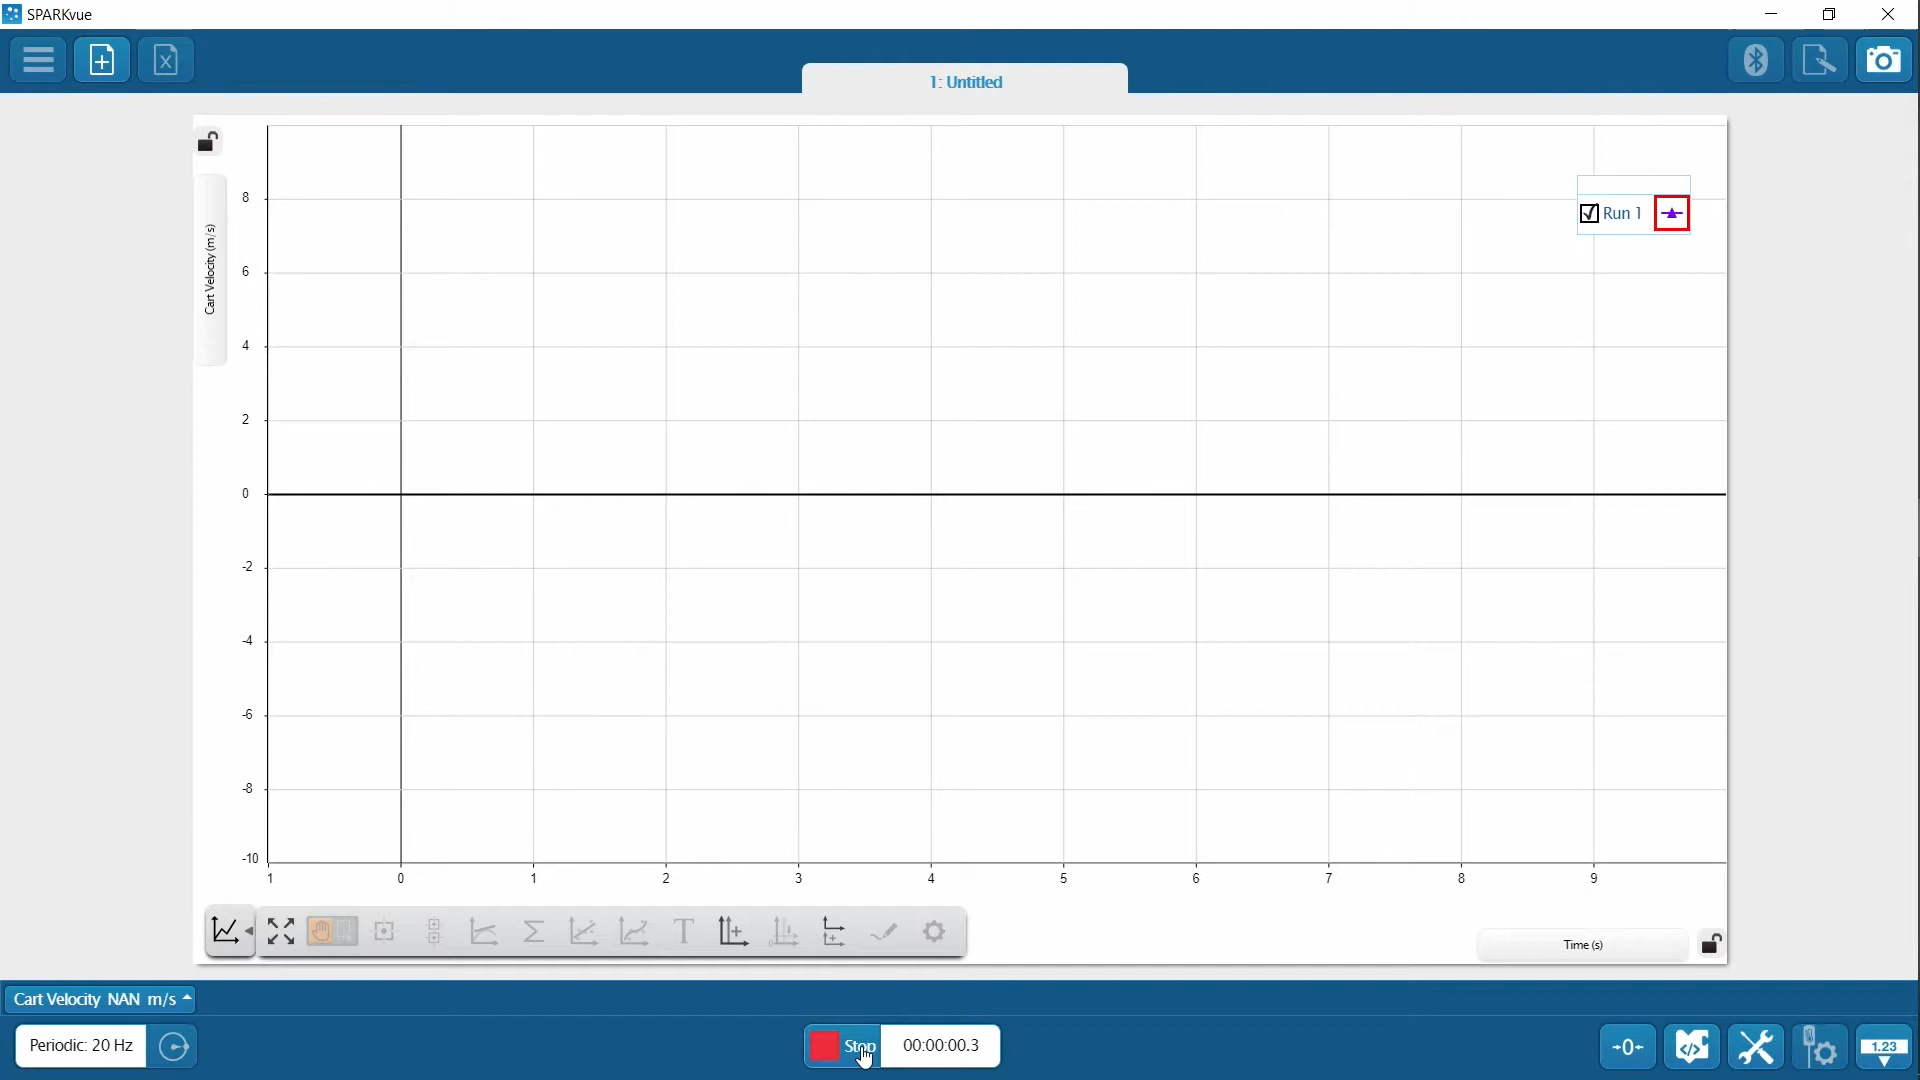 SPARKvue
1: Untitled
Run 1
Cart Velocity (m/s)
8
6
4
2
0
-2
-4
-6
-8
-10
1 0 1 2 3 4 5 6 7 8 9
T
Time (s)
Cart Velocity NAN m/s
Periodic: 20 Hz
Stop
00:00:00.3
→0←
1.23